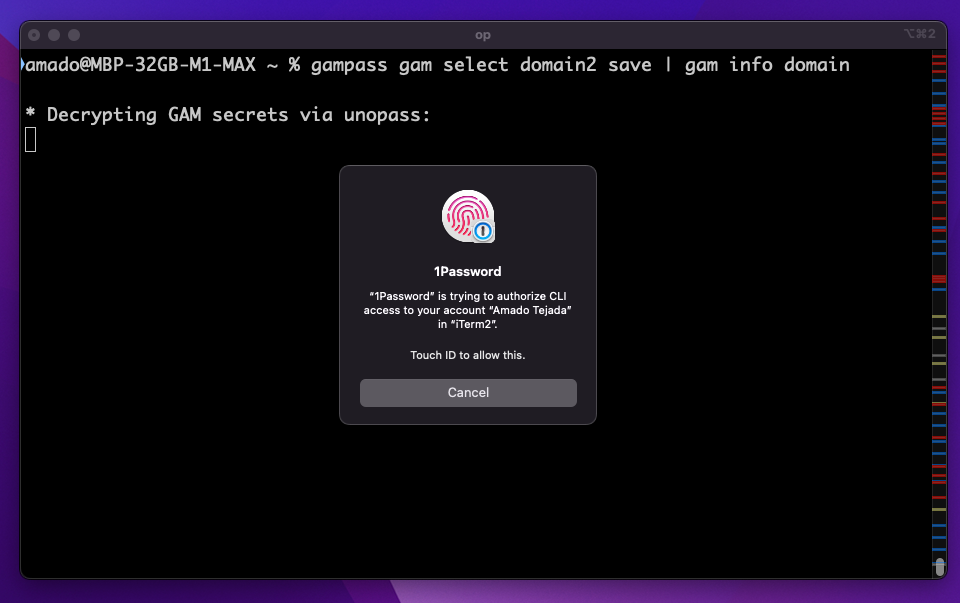 op
⌥⌘2
amado@MBP-32GB-M1-MAX ~ % gampass gam select domain2 save | gam info domain
* Decrypting GAM secrets via unopass:
1Password
“1Password” is trying to authorize CLI
access to your account “Amado Tejada”
in “iTerm2”.
Touch ID to allow this.
Cancel